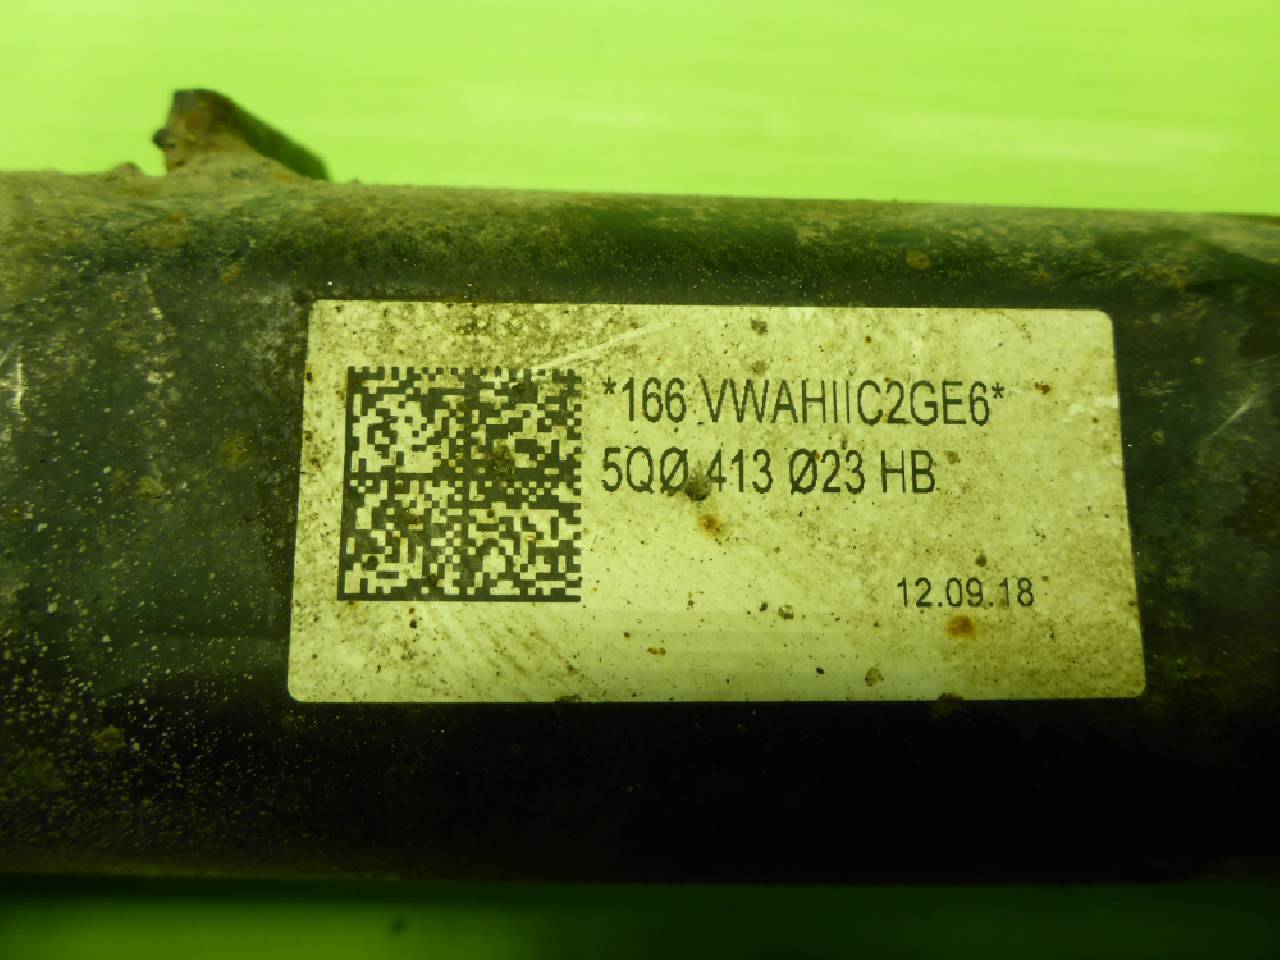 *166 VWAHIIC2GE6*
5QØ 413 Ø23 HB
12.09.18